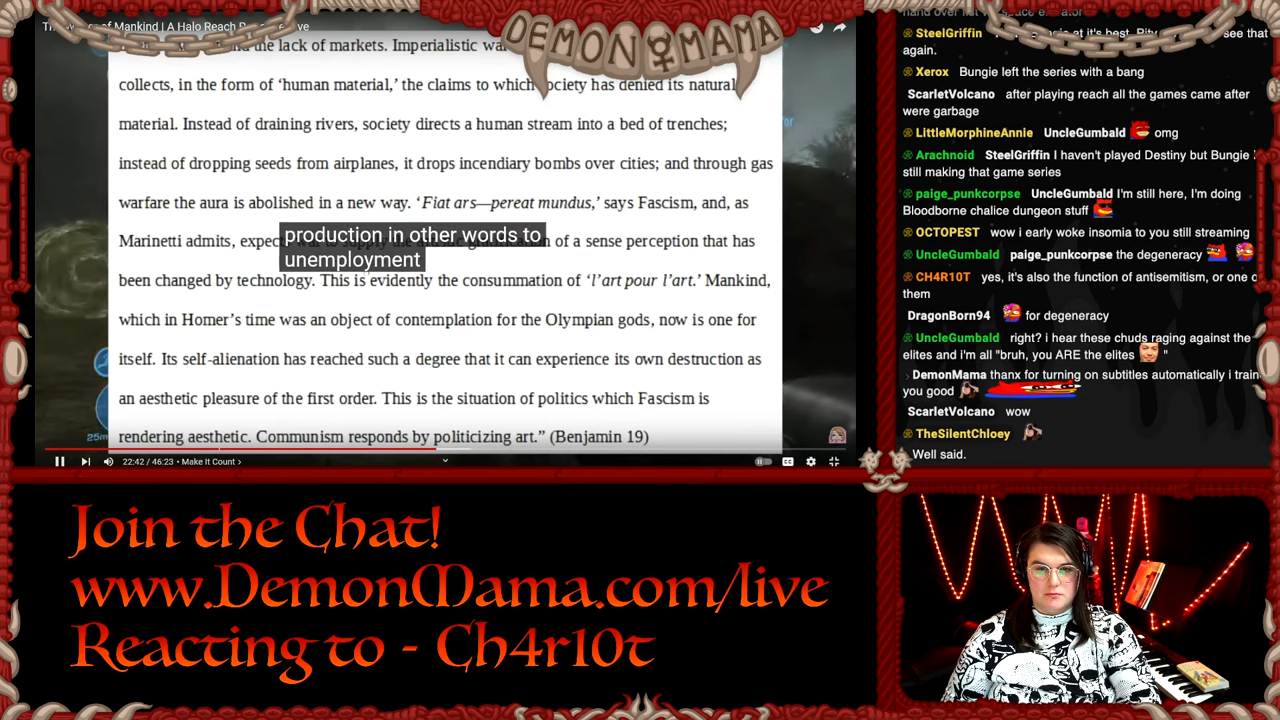 DEMON MAMA
the lack of markets. Imperialistic
collects, in the form of ‘human material,’ the claims to which society has denied its natural
material. Instead of draining rivers, society directs a human stream into a bed of trenches;
instead of dropping seeds from airplanes, it drops incendiary bombs over cities; and through gas
warfare the aura is abolished in a new way. ‘Fiat ars—pereat mundus,’ says Fascism, and, as
Marinetti admits, of a sense perception that has
production in other words to
unemployment
been changed by technology. This is evidently the consummation of ‘l’art pour l’art.’ Mankind,
which in Homer’s time was an object of contemplation for the Olympian gods, now is one for
itself. Its self-alienation has reached such a degree that it can experience its own destruction as
an aesthetic pleasure of the first order. This is the situation of politics which Fascism is
rendering aesthetic. Communism responds by politicizing art.” (Benjamin 19)
25m
22:42 / 46:23 • Make It Count >
of Mankind | A Halo Reach
SteelGriffin at it's best. see that
again.
Xerox Bungie left the series with a bang
ScarletVolcano after playing reach all the games came after
were garbage
LittleMorphineAnnie UncleGumbald omg
Arachnoid SteelGriffin I haven't played Destiny but Bungie
still making that game series
paige_punkcorpse UncleGumbald I'm still here, I'm doing
Bloodborne chalice dungeon stuff
OCTOPEST wow i early woke insomia to you still streaming
UncleGumbald paige_punkcorpse the degeneracy
CH4R10T yes, it's also the function of antisemitism, or one of
them
DragonBorn94 for degeneracy
UncleGumbald right? i hear these chuds raging against the
elites and i'm all "bruh, you ARE the elites "
DemonMama thanx for turning on subtitles automatically i train
you good
ScarletVolcano wow
TheSilentChloey
Well said.
Join the Chat!
www.DemonMama.com/live
Reacting to - Ch4r10t